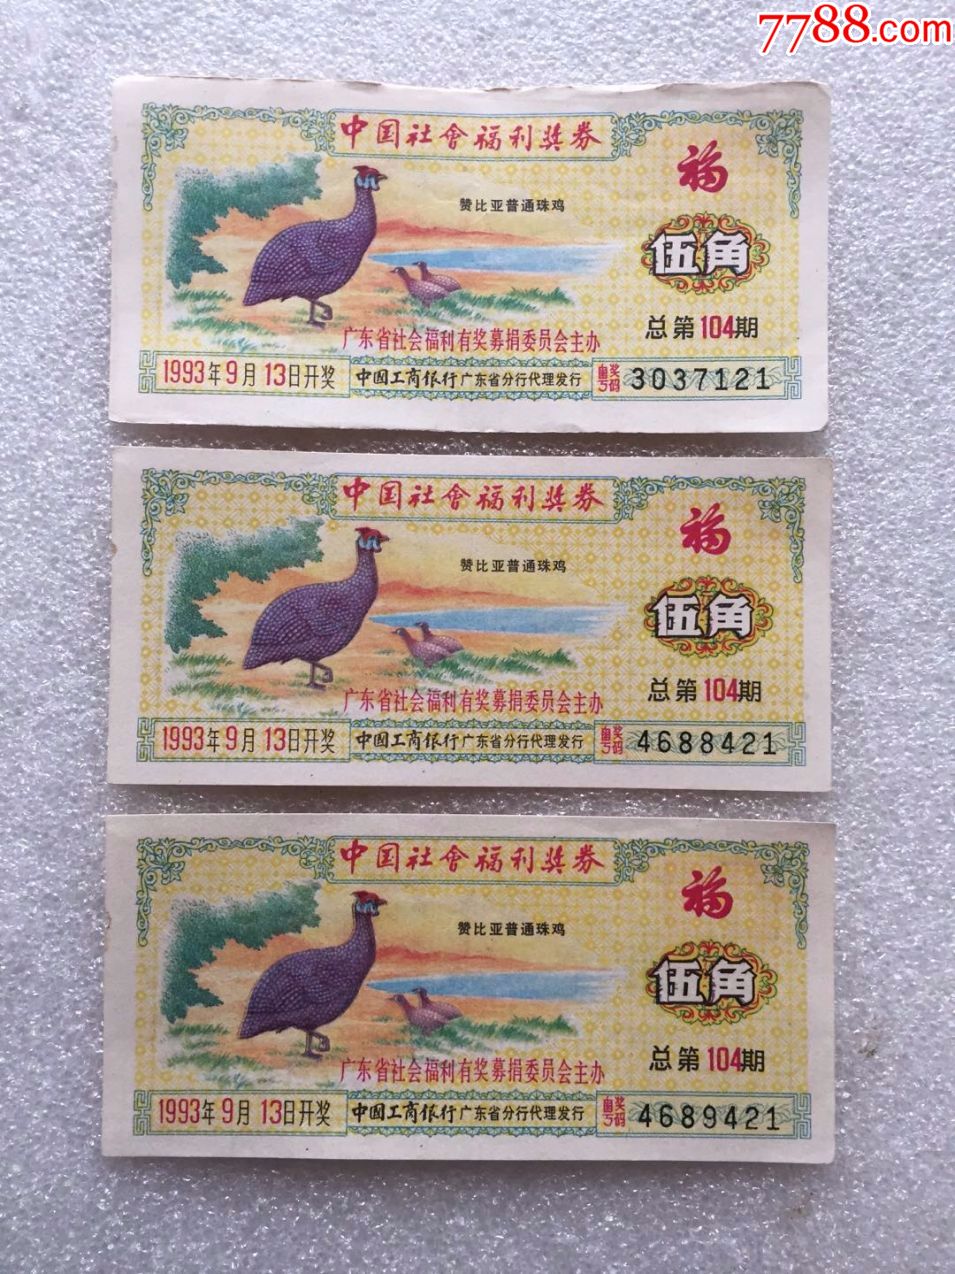 7788.com
中国社會福利奖券
福
赞比亚普通珠鸡
伍角
总第104期
广东省社会福利有奖募捐委员会主办
1993年9月13日开奖
中国工商银行广东省分行代理发行
奖券号码 3037121
中国社會福利奖券
福
赞比亚普通珠鸡
伍角
总第104期
广东省社会福利有奖募捐委员会主办
1993年9月13日开奖
中国工商银行广东省分行代理发行
4688421
中国社會福利奖券
福
赞比亚普通珠鸡
伍角
总第104期
广东省社会福利有奖募捐委员会主办
1993年9月13日开奖
中国工商银行广东省分行代理发行
4689421